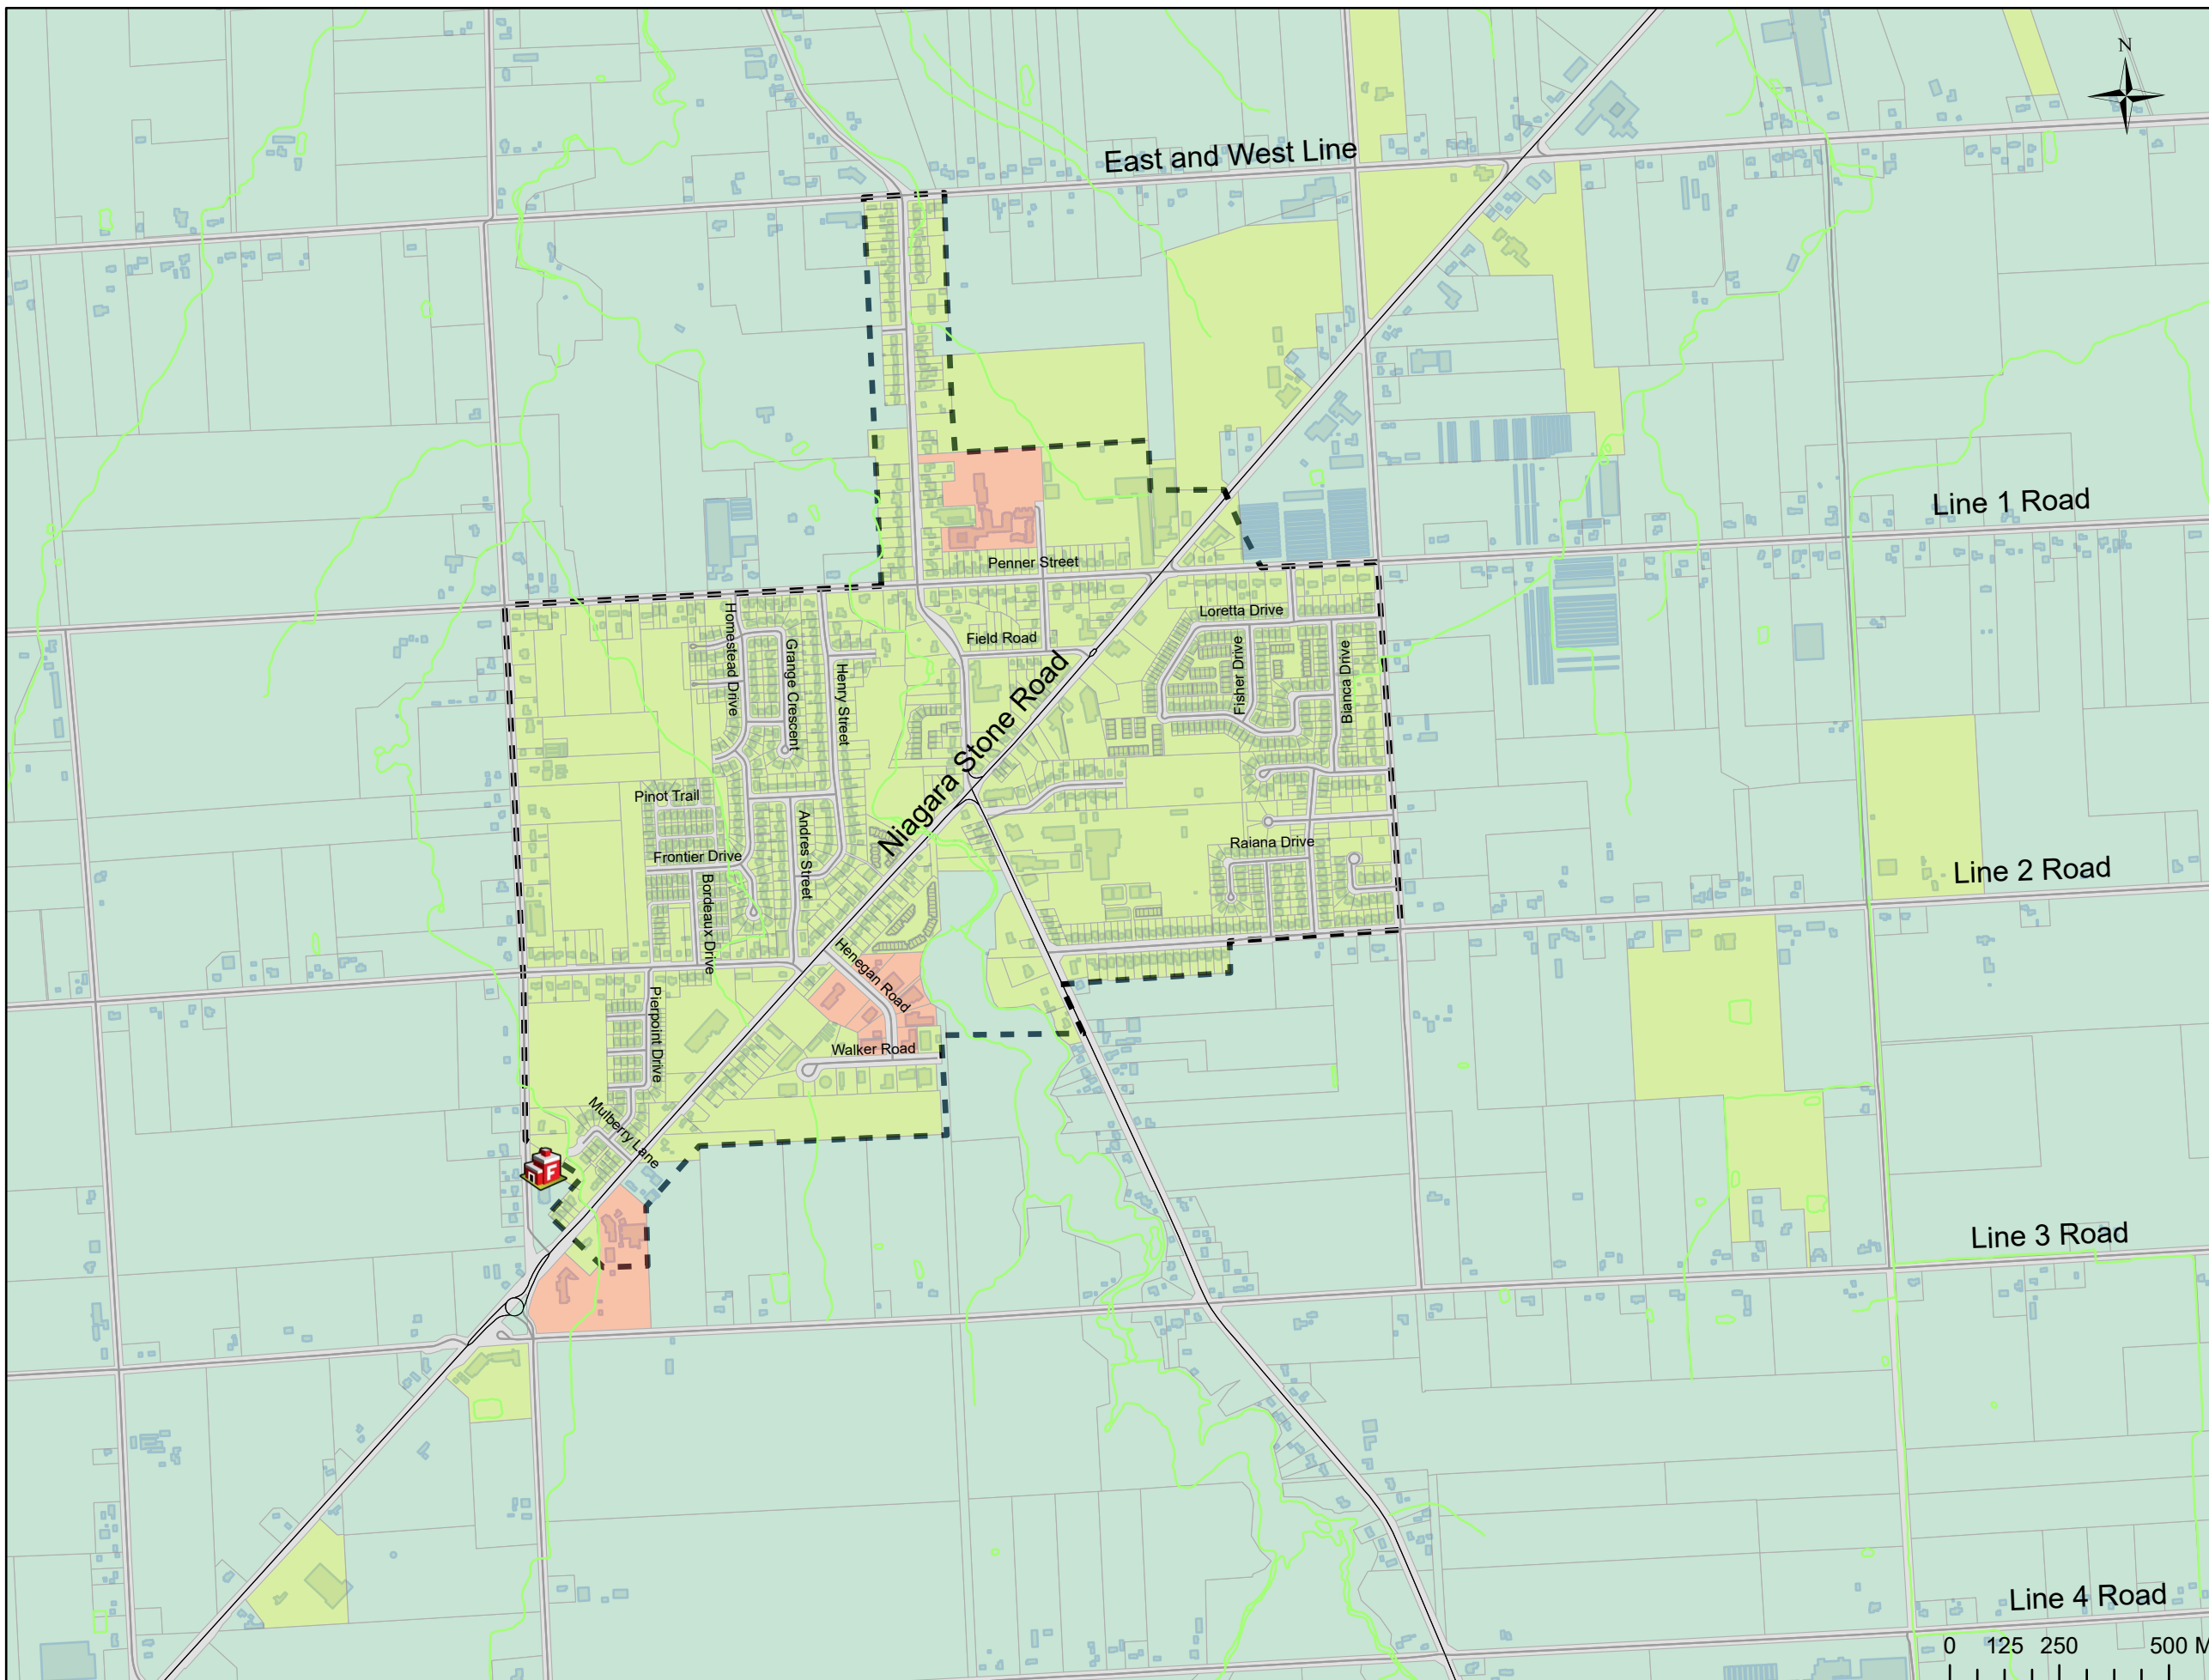 N
East and West Line
Line 1 Road
Penner Street
Loretta Drive
Field Road
Homestead Drive
Grange Crescent
Henry Street
Fisher Drive
Bianca Drive
Niagara Stone Road
Pinot Trail
Andres Street
Raiana Drive
Frontier Drive
Line 2 Road
Bordeaux Drive
Henegan Road
Pierpoint Drive
Walker Road
Mulberry Lane
F
Line 3 Road
Line 4 Road
0 125 250 500 M